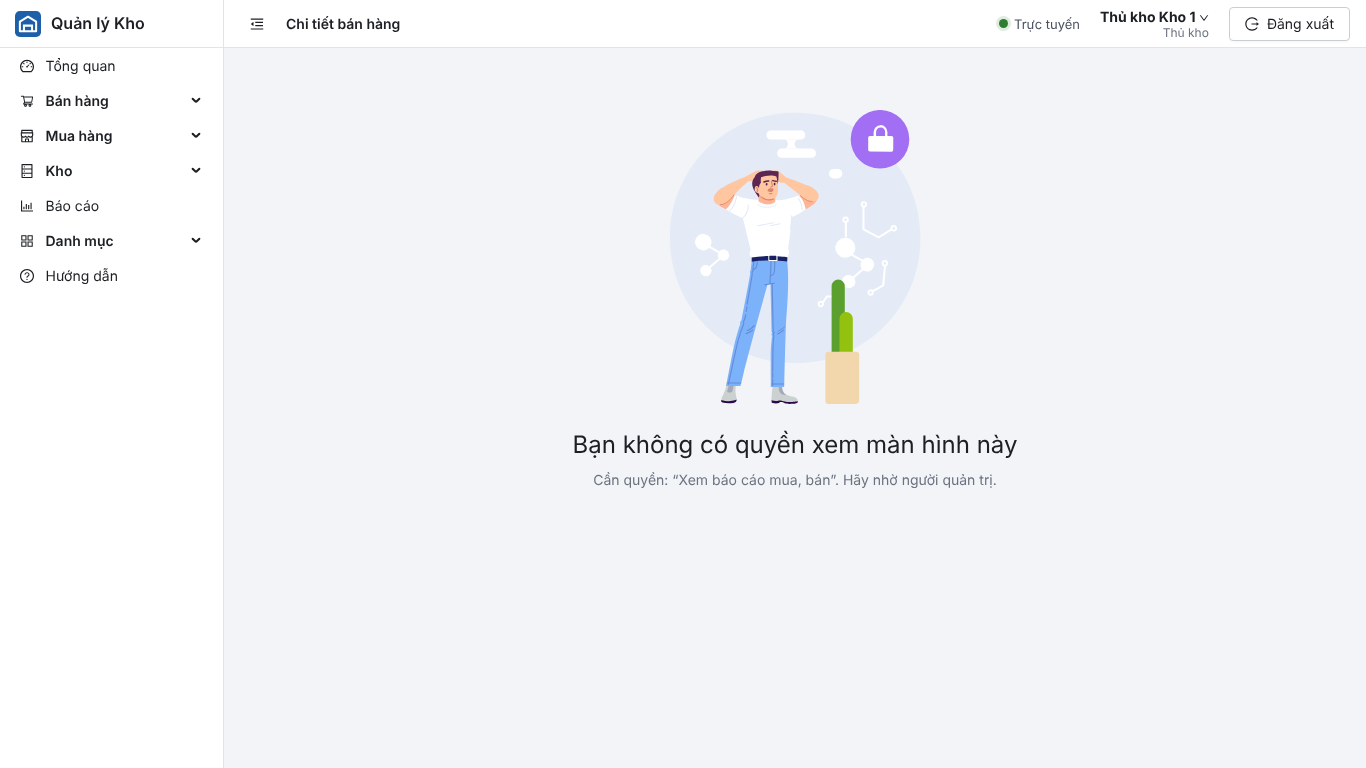 Quản lý Kho
Chi tiết bán hàng
Trực tuyến
Thủ kho Kho 1
Thủ kho
Đăng xuất
Tổng quan
Bán hàng
Mua hàng
Kho
Báo cáo
Danh mục
Hướng dẫn
Bạn không có quyền xem màn hình này
Cần quyền: “Xem báo cáo mua, bán”. Hãy nhờ người quản trị.